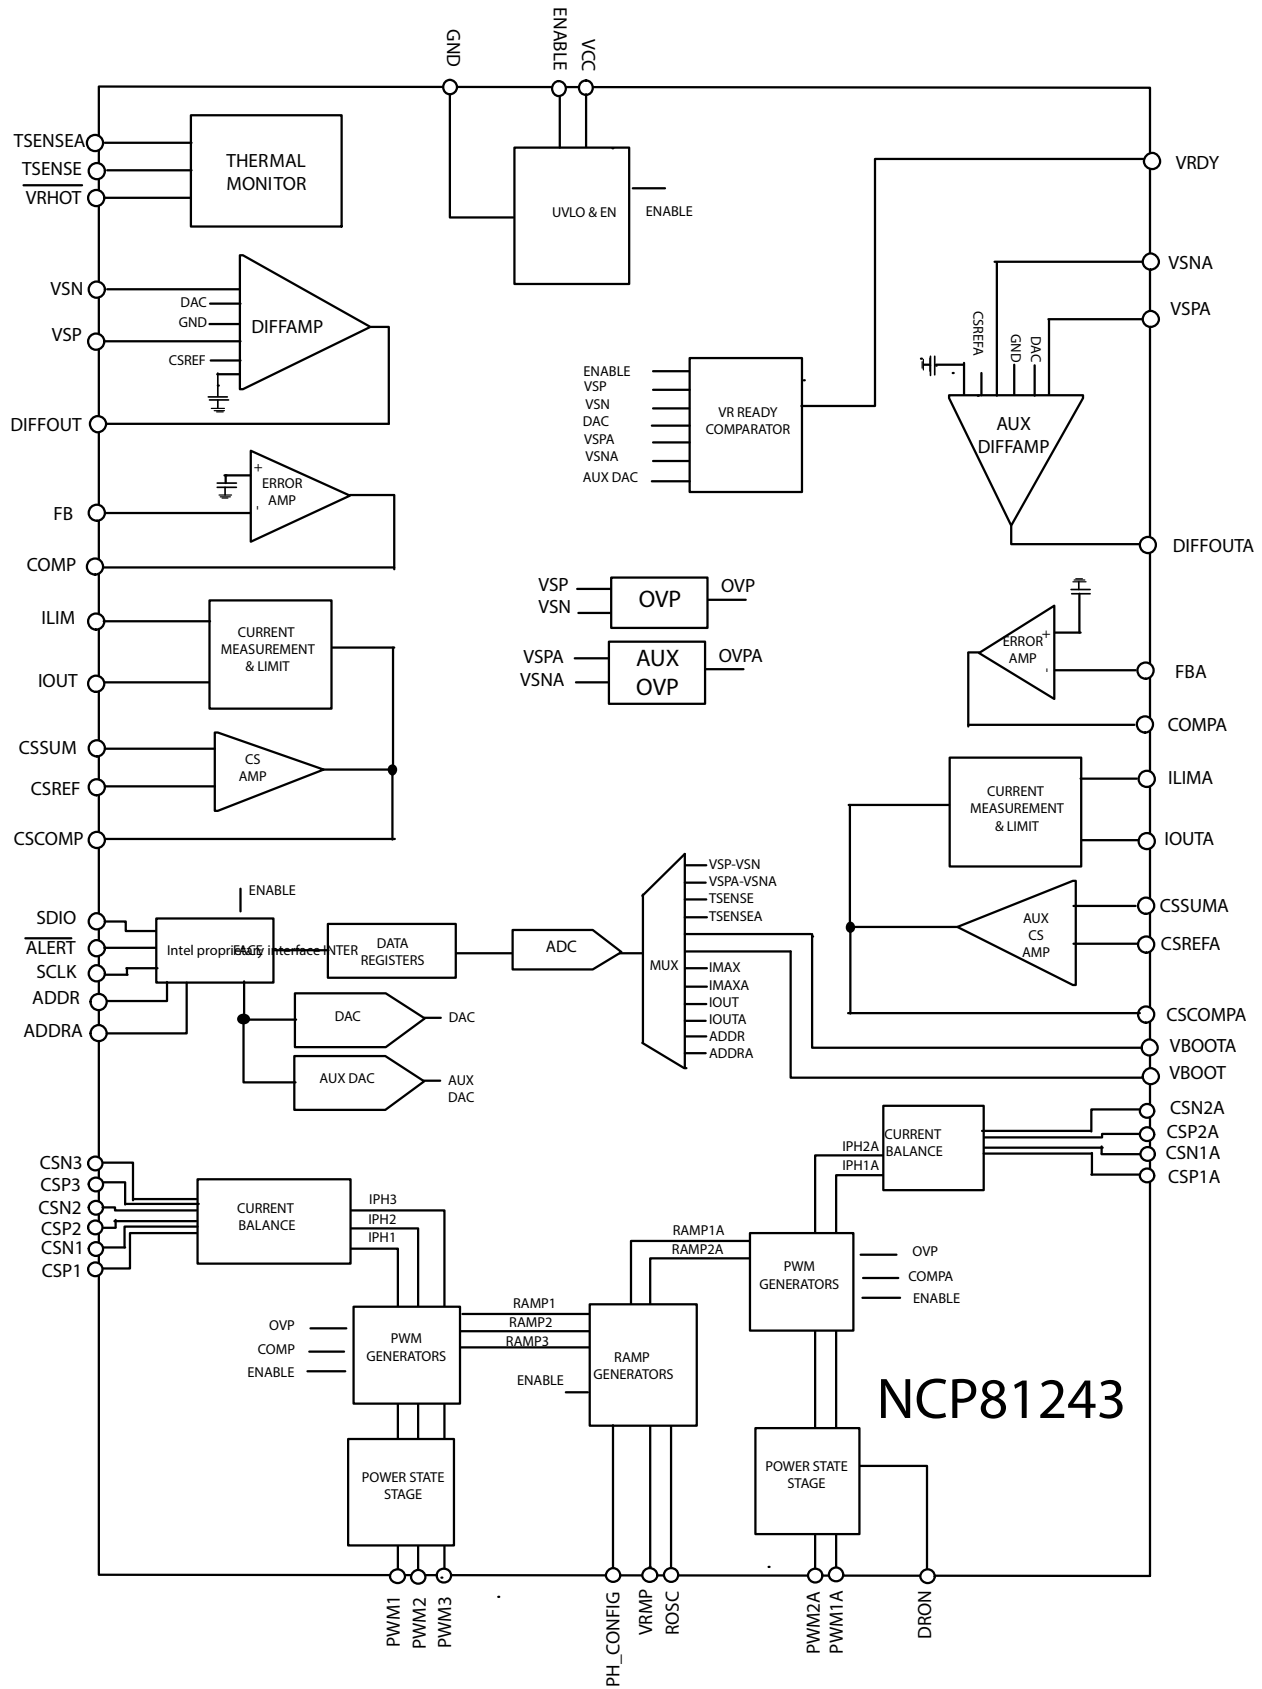 GND
ENABLE
VCC
TSENSEA
TSENSE
VRHOT
THERMAL
MONITOR
UVLO & EN
ENABLE
VRDY
VSN
DAC
GND
VSP
CSREF
DIFFAMP
DIFFOUT
VSNA
VSPA
CSREFA
GND
DAC
AUX
DIFFAMP
DIFFOUTA
ENABLE
VSP
VSN
DAC
VSPA
VSNA
AUX DAC
VR READY
COMPARATOR
+
ERROR
AMP
-
FB
COMP
VSP
VSN
OVP
OVP
VSPA
VSNA
AUX
OVP
OVPA
ERROR
AMP
+
-
FBA
COMPA
ILIM
IOUT
CURRENT
MEASUREMENT
& LIMIT
CSSUM
CSREF
CS
AMP
CSCOMP
CURRENT
MEASUREMENT
& LIMIT
ILIMA
IOUTA
AUX
CS
AMP
CSSUMA
CSREFA
CSCOMPA
VBOOTA
VBOOT
ENABLE
SDIO
ALERT
SCLK
ADDR
ADDRA
Intel proprietary interface INTERFACE
DATA
REGISTERS
ADC
MUX
VSP-VSN
VSPA-VSNA
TSENSE
TSENSEA
IMAX
IMAXA
IOUT
IOUTA
ADDR
ADDRA
DAC
DAC
AUX DAC
AUX
DAC
CSN2A
CSP2A
CSN1A
CSP1A
CURRENT
BALANCE
IPH2A
IPH1A
CSN3
CSP3
CSN2
CSP2
CSN1
CSP1
CURRENT
BALANCE
IPH3
IPH2
IPH1
RAMP1A
RAMP2A
PWM
GENERATORS
OVP
COMPA
ENABLE
OVP
COMP
ENABLE
PWM
GENERATORS
RAMP1
RAMP2
RAMP3
ENABLE
RAMP
GENERATORS
NCP81243
POWER STATE
STAGE
POWER STATE
STAGE
PWM1
PWM2
PWM3
PH_CONFIG
VRMP
ROSC
PWM2A
PWM1A
DRON